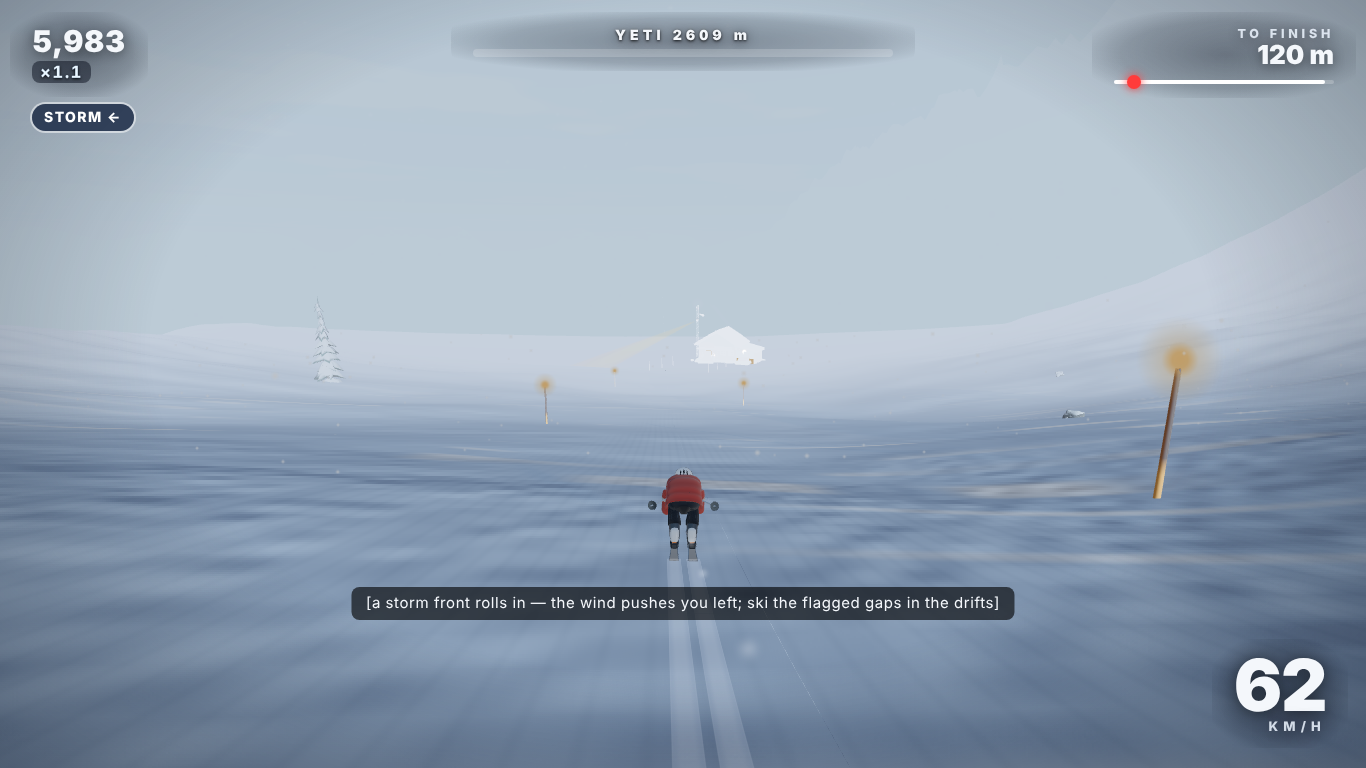 5,983
×1.1
STORM ←
YETI 2609 m
TO FINISH
120 m
[a storm front rolls in — the wind pushes you left; ski the flagged gaps in the drifts]
62
KM/H